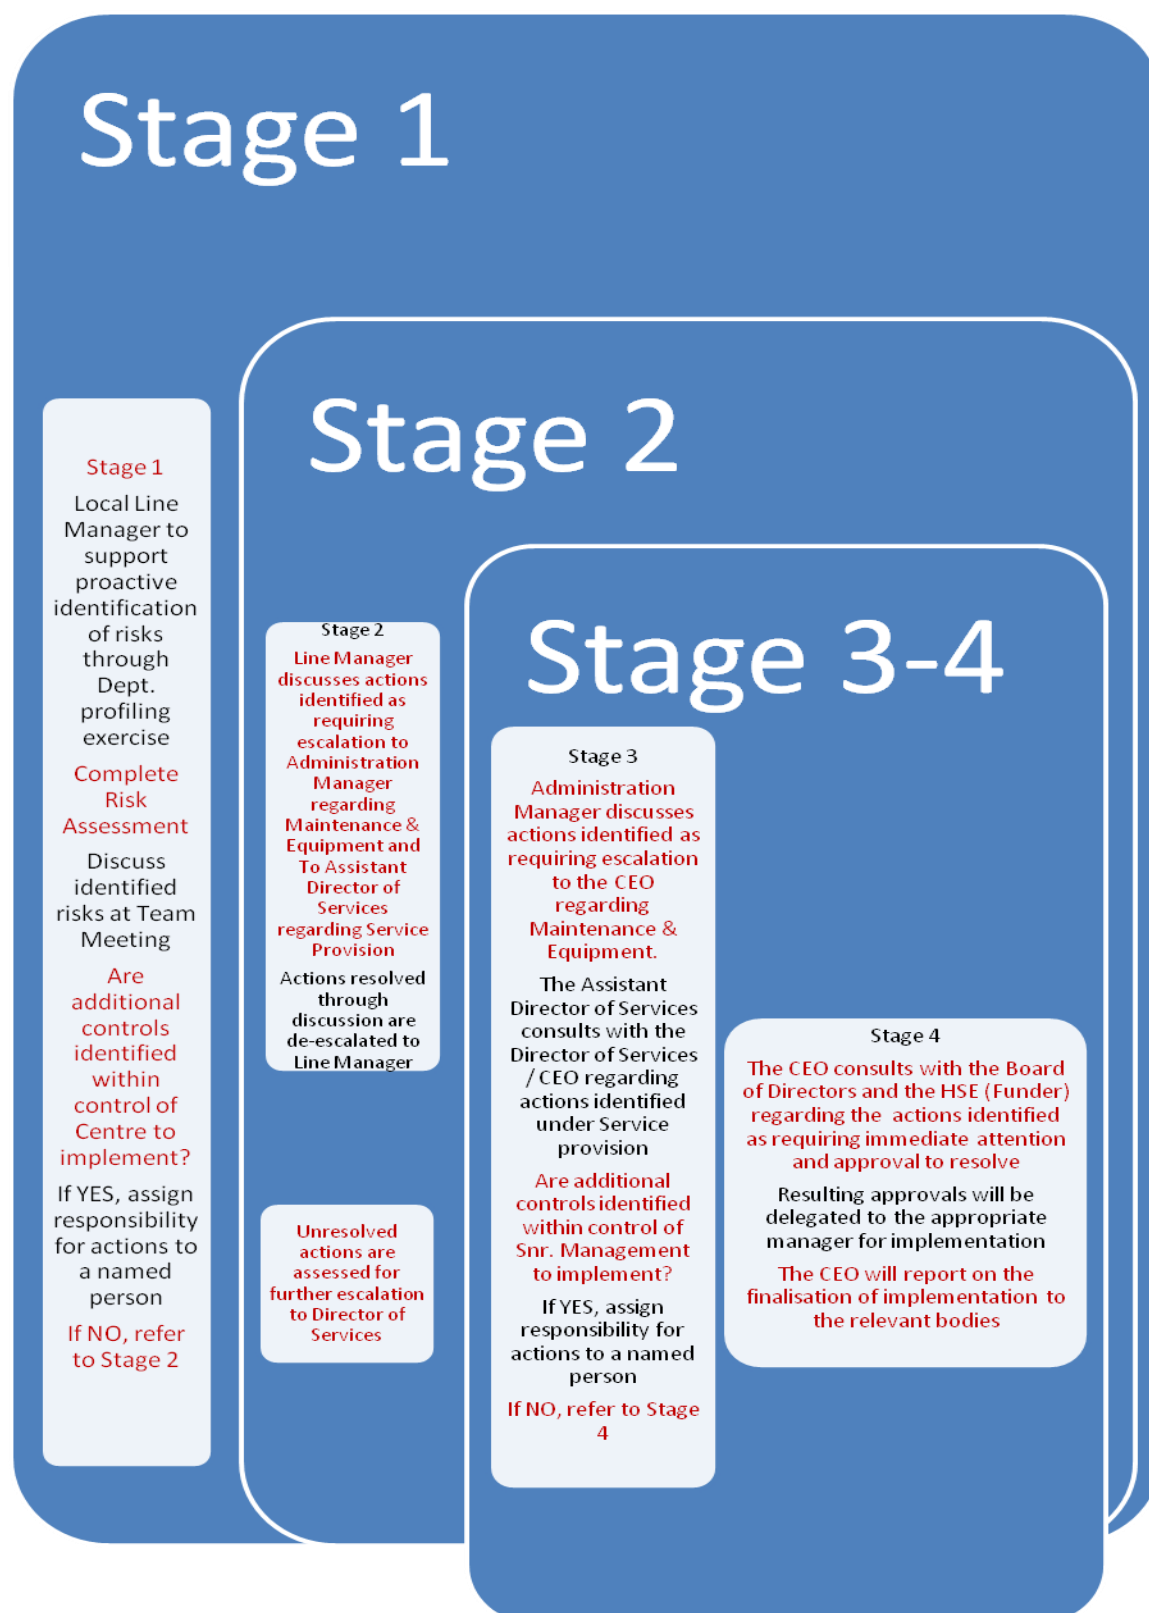 Stage 1
Stage 1
Local Line
Manager to
support
proactive
identification
of risks
through
Dept.
profiling
exercise
Complete
Risk
Assessment
Discuss
identified
risks at Team
Meeting
Are
additional
controls
identified
within
control of
Centre to
implement?
If YES, assign
responsibility
for actions to
a named
person
If NO, refer
to Stage 2
Stage 2
Stage 2
Line Manager
discusses actions
identified as
requiring
escalation to
Administration
Manager
regarding
Maintenance &
Equipment and
To Assistant
Director of
Services
regarding Service
Provision
Actions resolved
through
discussion are
de-escalated to
Line Manager
Unresolved
actions are
assessed for
further escalation
to Director of
Services
Stage 3-4
Stage 3
Administration
Manager discusses
actions identified as
requiring escalation
to the CEO
regarding
Maintenance &
Equipment.
The Assistant
Director of Services
consults with the
Director of Services
/ CEO regarding
actions identified
under Service
provision
Are additional
controls identified
within control of
Snr. Management
to implement?
If YES, assign
responsibility for
actions to a named
person
If NO, refer to Stage
4
Stage 4
The CEO consults with the Board
of Directors and the HSE (Funder)
regarding the actions identified
as requiring immediate attention
and approval to resolve
Resulting approvals will be
delegated to the appropriate
manager for implementation
The CEO will report on the
finalisation of implementation to
the relevant bodies